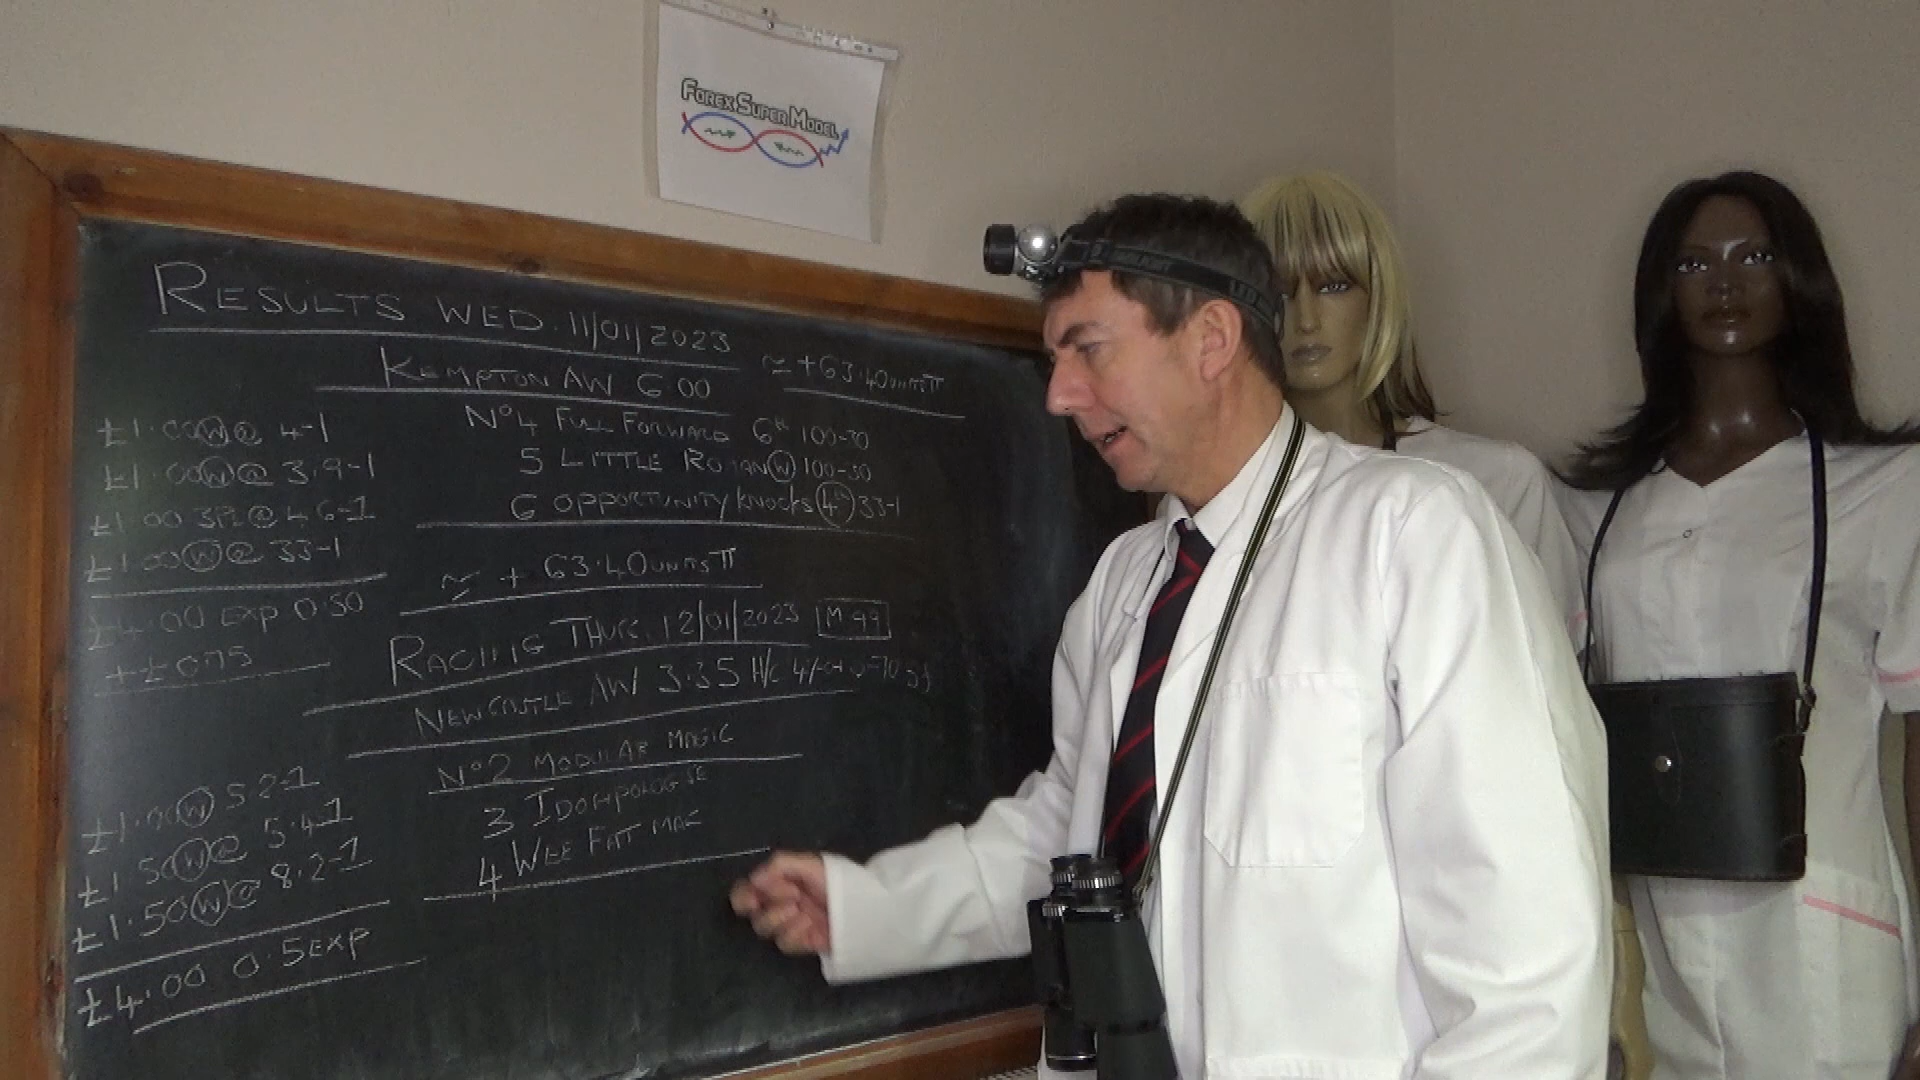 FOREX SUPER MODEL
RESULTS WED. 11/01/2023
≈ +63.40 UNITS π
KEMPTON AW 6 00
Nº4 FULL FORWARD 6th 100-30
5 LITTLE ROMAN W 100-30
6 OPPORTUNITY KNOCKS 4th 33-1
≈ + 63.40 UNITS π
£1.00 W @ 4-1
£1.00 W @ 3.9-1
£1.00 3Pl @ 4.6-1
£1.00 W @ 33-1
£4.00 EXP 0.50
+£0.75
RACING THUR. 12/01/2023 M-99
NEWCASTLE AW 3.35 H/C 0-70
Nº2 MODULAR MAGIC
3 IDOAPOLOGISE
4 WEE FAT MAC
£1.00 W 5.2-1
£1.50 W @ 5.4-1
£1.50 W @ 8.2-1
£4.00 0.5 EXP
LED